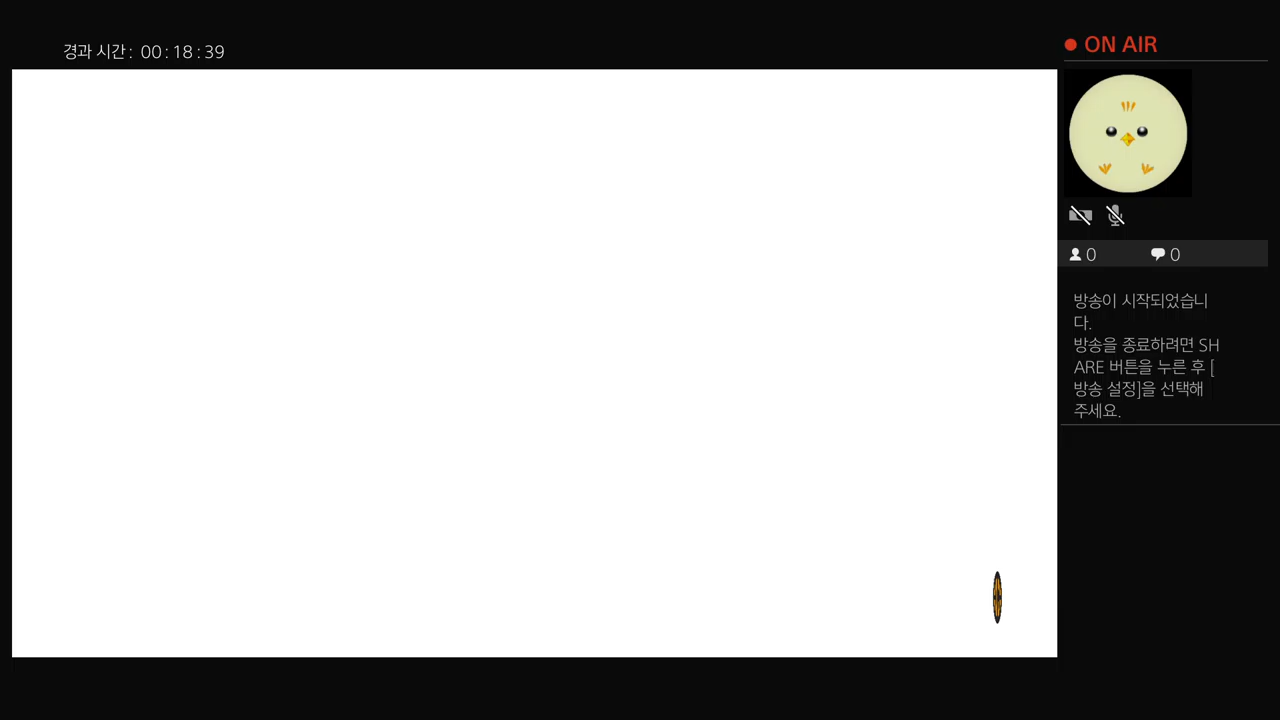 경과 시간 : 00 : 18 : 39
ON AIR
0
0
방송이 시작되었습니
다.
방송을 종료하려면 SH
ARE 버튼을 누른 후 [
방송 설정]을 선택해
주세요.